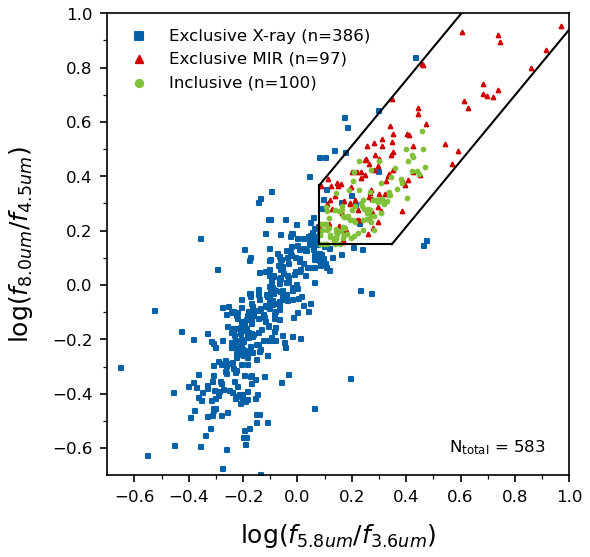 Exclusive X-ray (n=386)
Exclusive MIR (n=97)
Inclusive (n=100)
1.0
0.8
0.6
0.4
0.2
0.0
−0.2
−0.4
−0.6
log(f8.0um/f4.5um)
Ntotal = 583
−0.6 −0.4 −0.2 0.0 0.2 0.4 0.6 0.8 1.0
log(f5.8um/f3.6um)